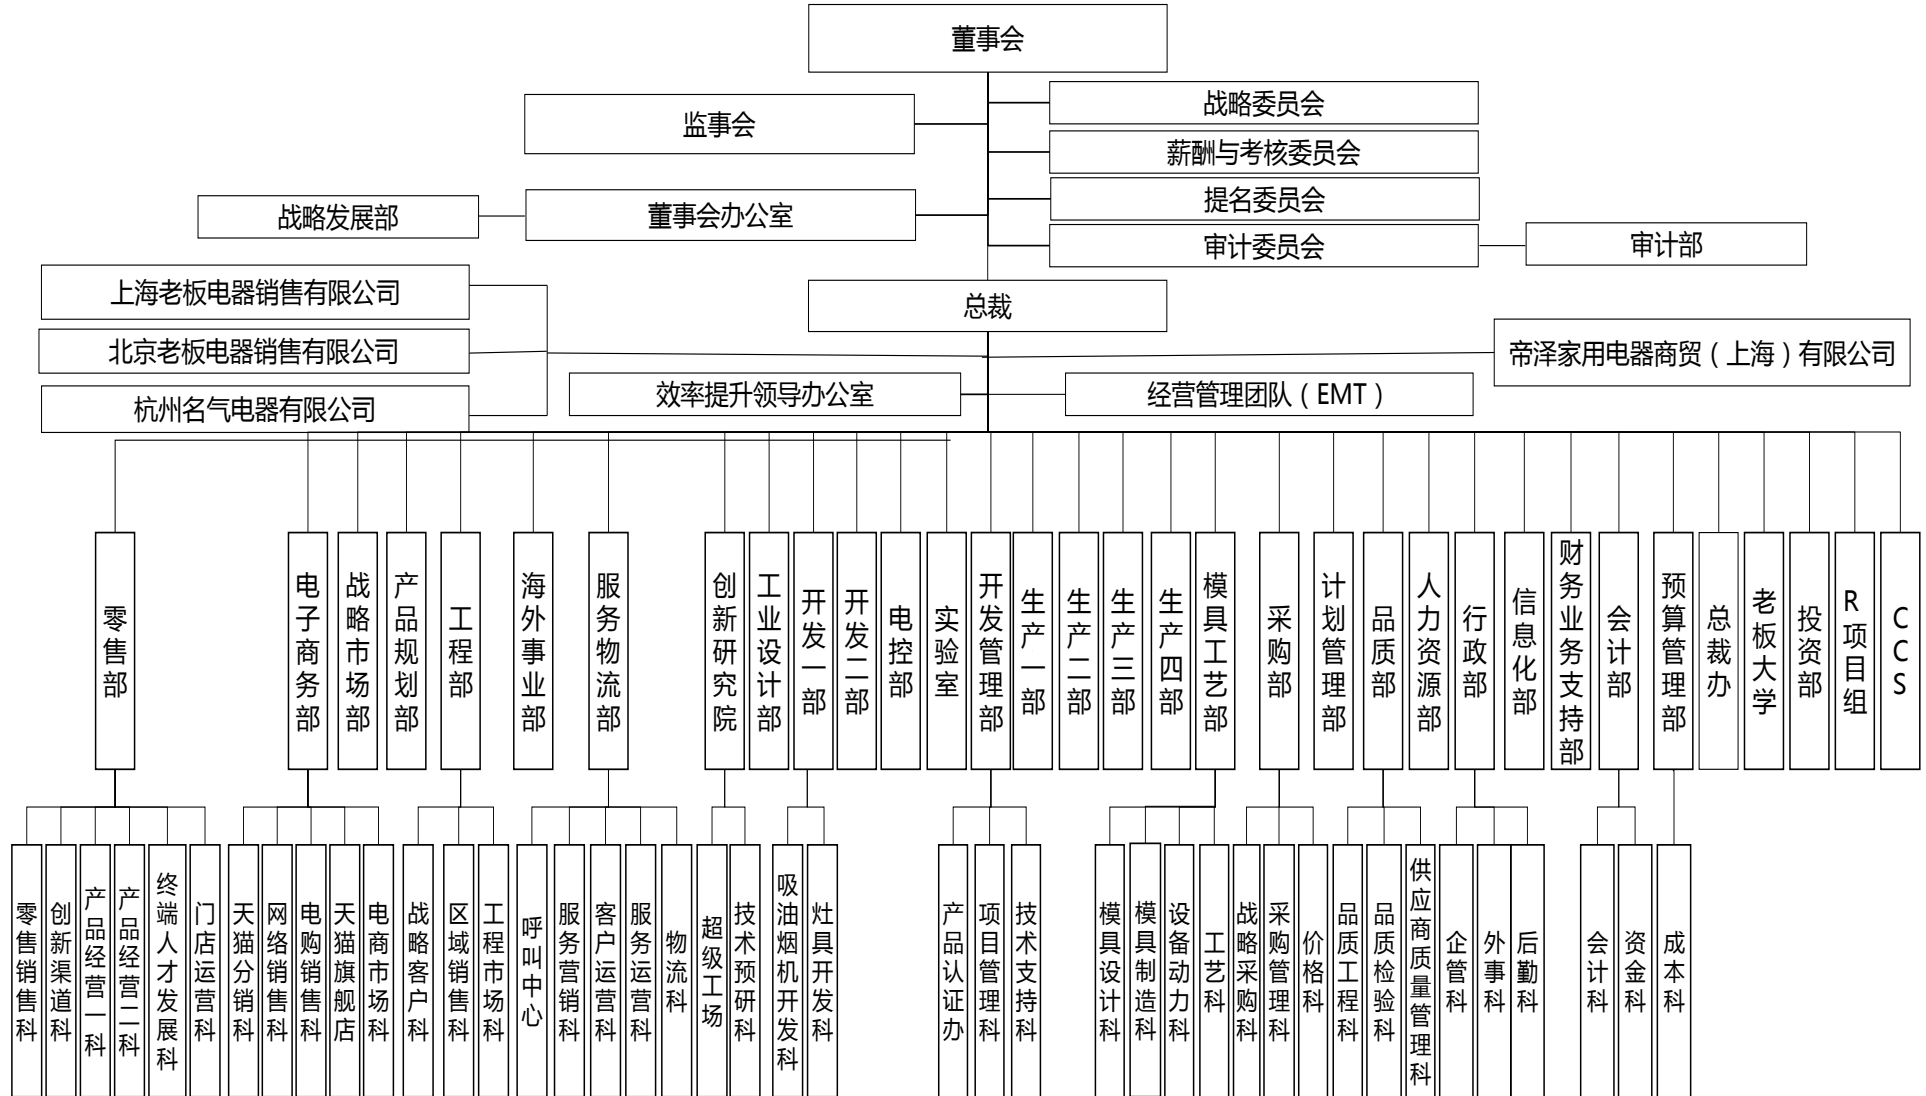 董事会
战略委员会
监事会
薪酬与考核委员会
提名委员会
战略发展部
董事会办公室
审计委员会
审计部
上海老板电器销售有限公司
总裁
北京老板电器销售有限公司
帝泽家用电器商贸（上海）有限公司
杭州名气电器有限公司
效率提升领导办公室
经营管理团队（EMT）
零售部
电子商务部
战略市场部
产品规划部
工程部
海外事业部
服务物流部
创新研究院
工业设计部
开发一部
开发二部
电控部
实验室
开发管理部
生产一部
生产二部
生产三部
生产四部
模具工艺部
采购部
计划管理部
品质部
人力资源部
行政部
信息化部
财务业务支持部
会计部
预算管理部
总裁办
老板大学
投资部
R项目组
CCS
零售销售科
创新渠道科
产品经营一科
产品经营二科
终端人才发展科
门店运营科
天猫分销科
网络销售科
电购销售科
天猫旗舰店
电商市场科
战略客户科
区域销售科
工程市场科
呼叫中心
服务营销科
客户运营科
服务运营科
物流科
超级工场
技术预研科
吸油烟机开发科
灶具开发科
产品认证办
项目管理科
技术支持科
模具设计科
模具制造科
设备动力科
工艺科
战略采购科
采购管理科
价格科
品质工程科
品质检验科
供应商质量管理科
企管科
外事科
后勤科
会计科
资金科
成本科